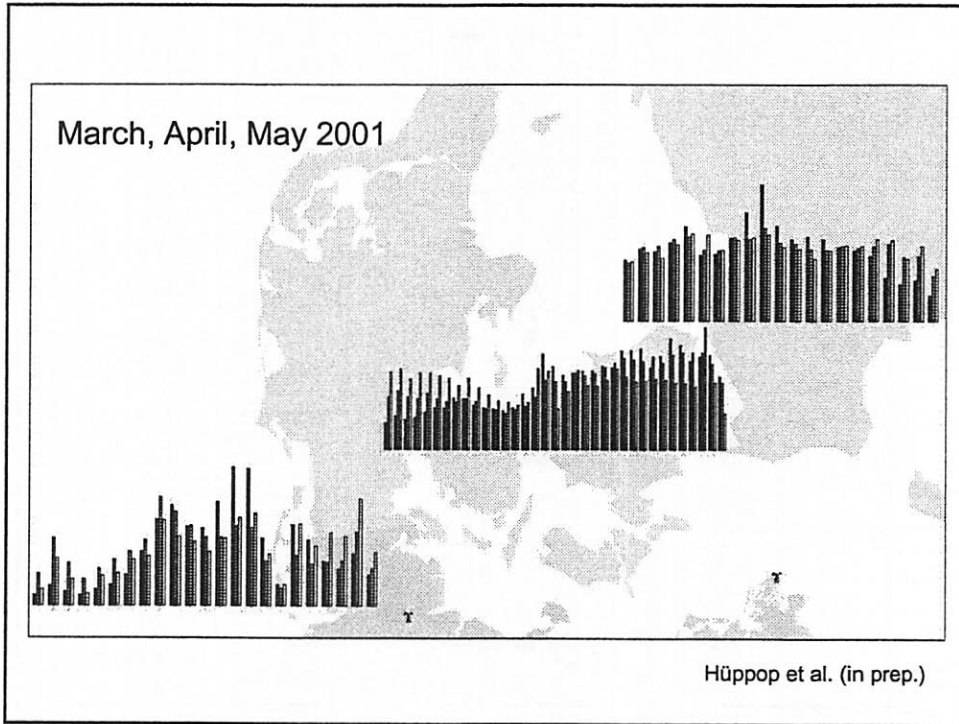 March, April, May 2001
Hüppop et al. (in prep.)